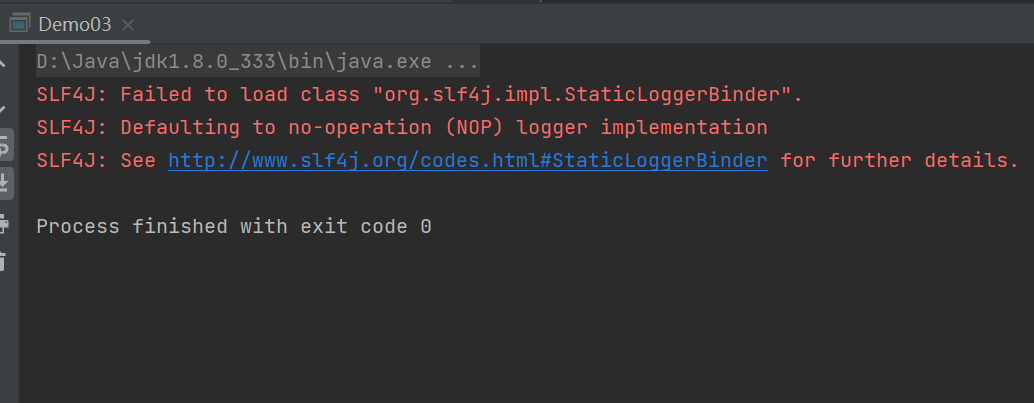 Demo03
D:\Java\jdk1.8.0_333\bin\java.exe ...
SLF4J: Failed to load class "org.slf4j.impl.StaticLoggerBinder".
SLF4J: Defaulting to no-operation (NOP) logger implementation
SLF4J: See http://www.slf4j.org/codes.html#StaticLoggerBinder for further details.
Process finished with exit code 0